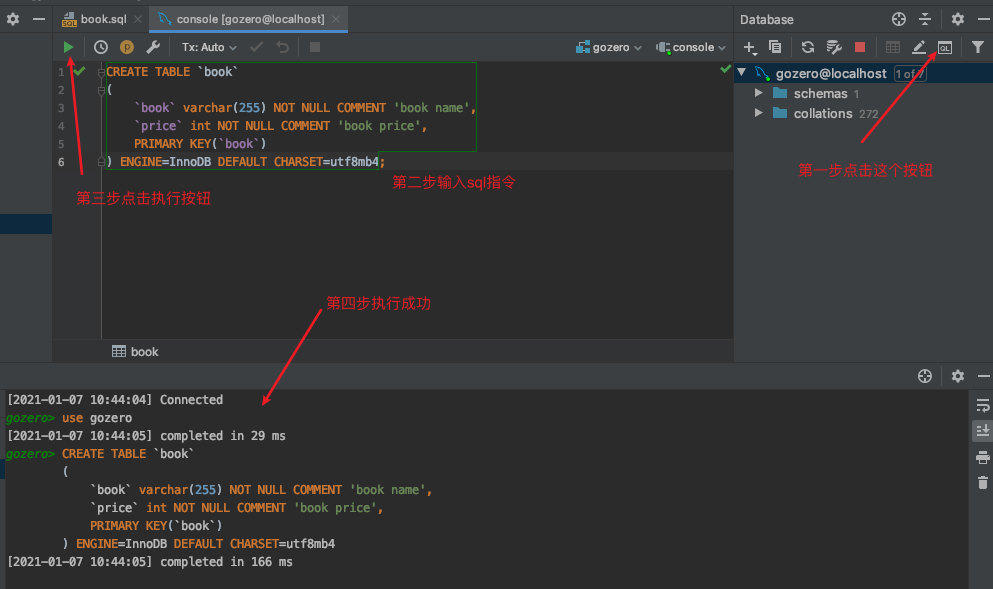 book.sql
console [gozero@localhost]
Database
Tx: Auto
gozero
console
QL
1 CREATE TABLE `book`
2 (
3 `book` varchar(255) NOT NULL COMMENT 'book name',
4 `price` int NOT NULL COMMENT 'book price',
5 PRIMARY KEY(`book`)
6 ) ENGINE=InnoDB DEFAULT CHARSET=utf8mb4;
gozero@localhost 1 of 7
schemas 1
collations 272
第一步点击这个按钮
第二步输入sql指令
第三步点击执行按钮
第四步执行成功
book
[2021-01-07 10:44:04] Connected
gozero> use gozero
[2021-01-07 10:44:05] completed in 29 ms
gozero> CREATE TABLE `book`
(
`book` varchar(255) NOT NULL COMMENT 'book name',
`price` int NOT NULL COMMENT 'book price',
PRIMARY KEY(`book`)
) ENGINE=InnoDB DEFAULT CHARSET=utf8mb4
[2021-01-07 10:44:05] completed in 166 ms